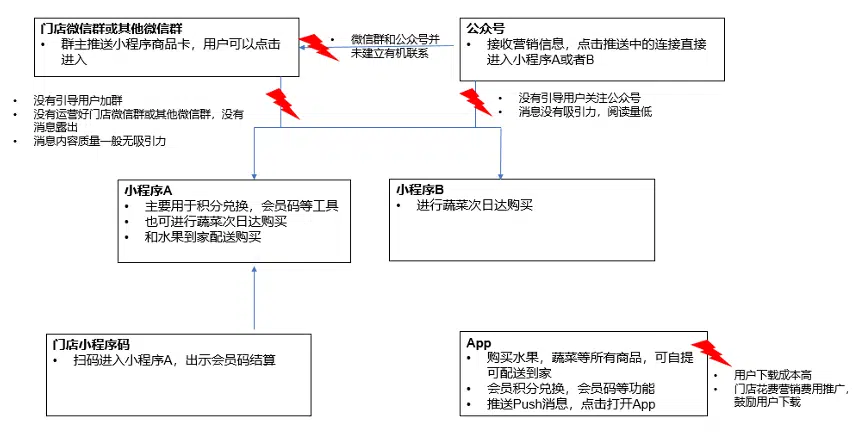 门店微信群或其他微信群
• 群主推送小程序商品卡，用户可以点击
进入
• 微信群和公众号并
未建立有机联系
公众号
• 接收营销信息，点击推送中的连接直接
进入小程序A或者B
• 没有引导用户加群
• 没有运营好门店微信群或其他微信群，没有
消息露出
• 消息内容质量一般无吸引力
• 没有引导用户关注公众号
• 消息没有吸引力，阅读量低
小程序A
• 主要用于积分兑换，会员码等工具
• 也可进行蔬菜次日达购买
• 和水果到家配送购买
小程序B
• 进行蔬菜次日达购买
门店小程序码
• 扫码进入小程序A，出示会员码结算
App
• 购买水果，蔬菜等所有商品，可自提
可配送到家
• 会员积分兑换，会员码等功能
• 推送Push消息，点击打开App
• 用户下载成本高
• 门店花费营销费用推广，
鼓励用户下载